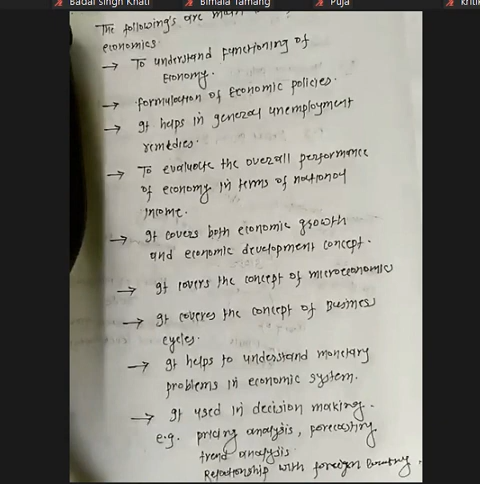 Badal Singh Khati
Bimala Tamang
Puja
The following's are main
economics.
→ To understand functioning of
Economy.
→ formulation of Economic policies.
→ It helps in general unemployment
remedies.
→ To evaluate the overall performance
of economy in terms of national
income.
→ It covers both economic growth
and economic development concept.
→ It covers the concept of microeconomic
→ It covers the concept of Business
cycles.
→ It helps to understand monetary
problems in economic system.
→ It used in decision making.
e.g. pricing analysis, forecasting
trend analysis.
Relationship with foreign country.